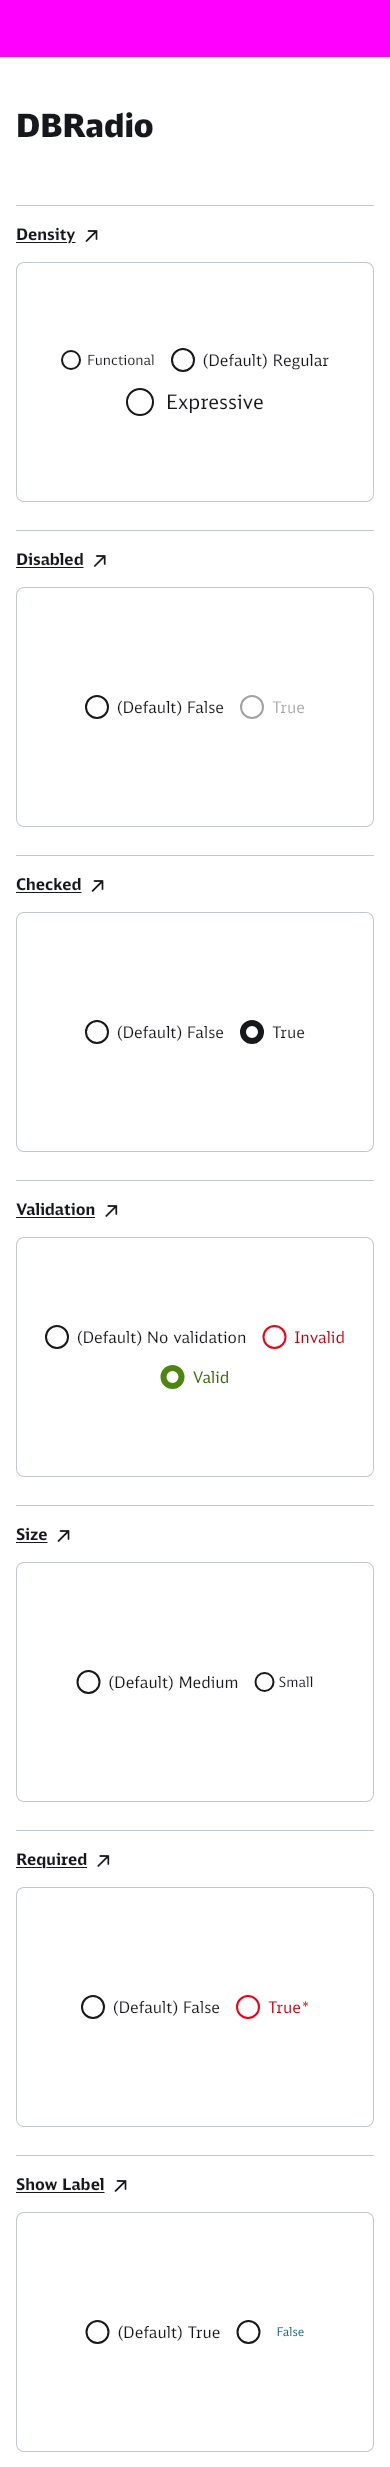 DBRadio
Density
Functional (Default) Regular
Expressive
Disabled
(Default) False True
Checked
(Default) False True
Validation
(Default) No validation Invalid
Valid
Size
(Default) Medium Small
Required
(Default) False True*
Show Label
(Default) True False